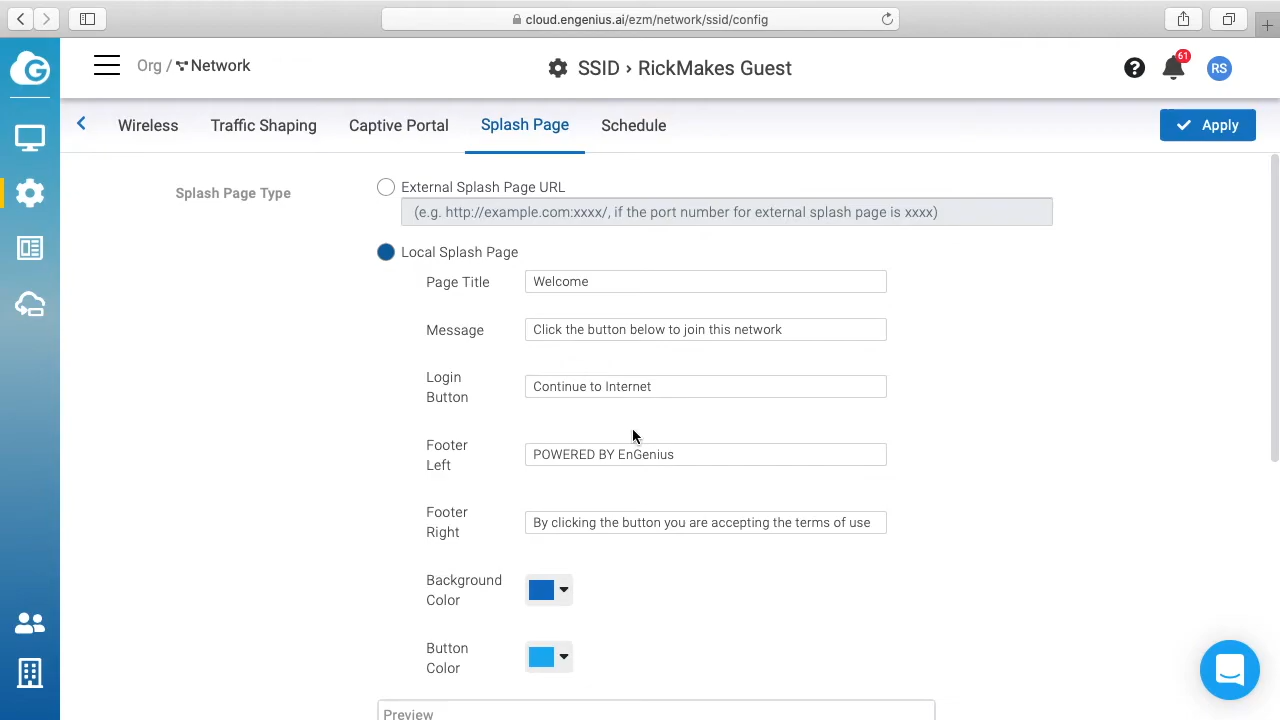 cloud.engenius.ai/ezm/network/ssid/config
Org / Network
SSID › RickMakes Guest
61
RS
Wireless
Traffic Shaping
Captive Portal
Splash Page
Schedule
Apply
Splash Page Type
External Splash Page URL
(e.g. http://example.com:xxxx/, if the port number for external splash page is xxxx)
Local Splash Page
Page Title
Welcome
Message
Click the button below to join this network
Login
Button
Continue to Internet
Footer
Left
POWERED BY EnGenius
Footer
Right
By clicking the button you are accepting the terms of use
Background
Color
Button
Color
Preview